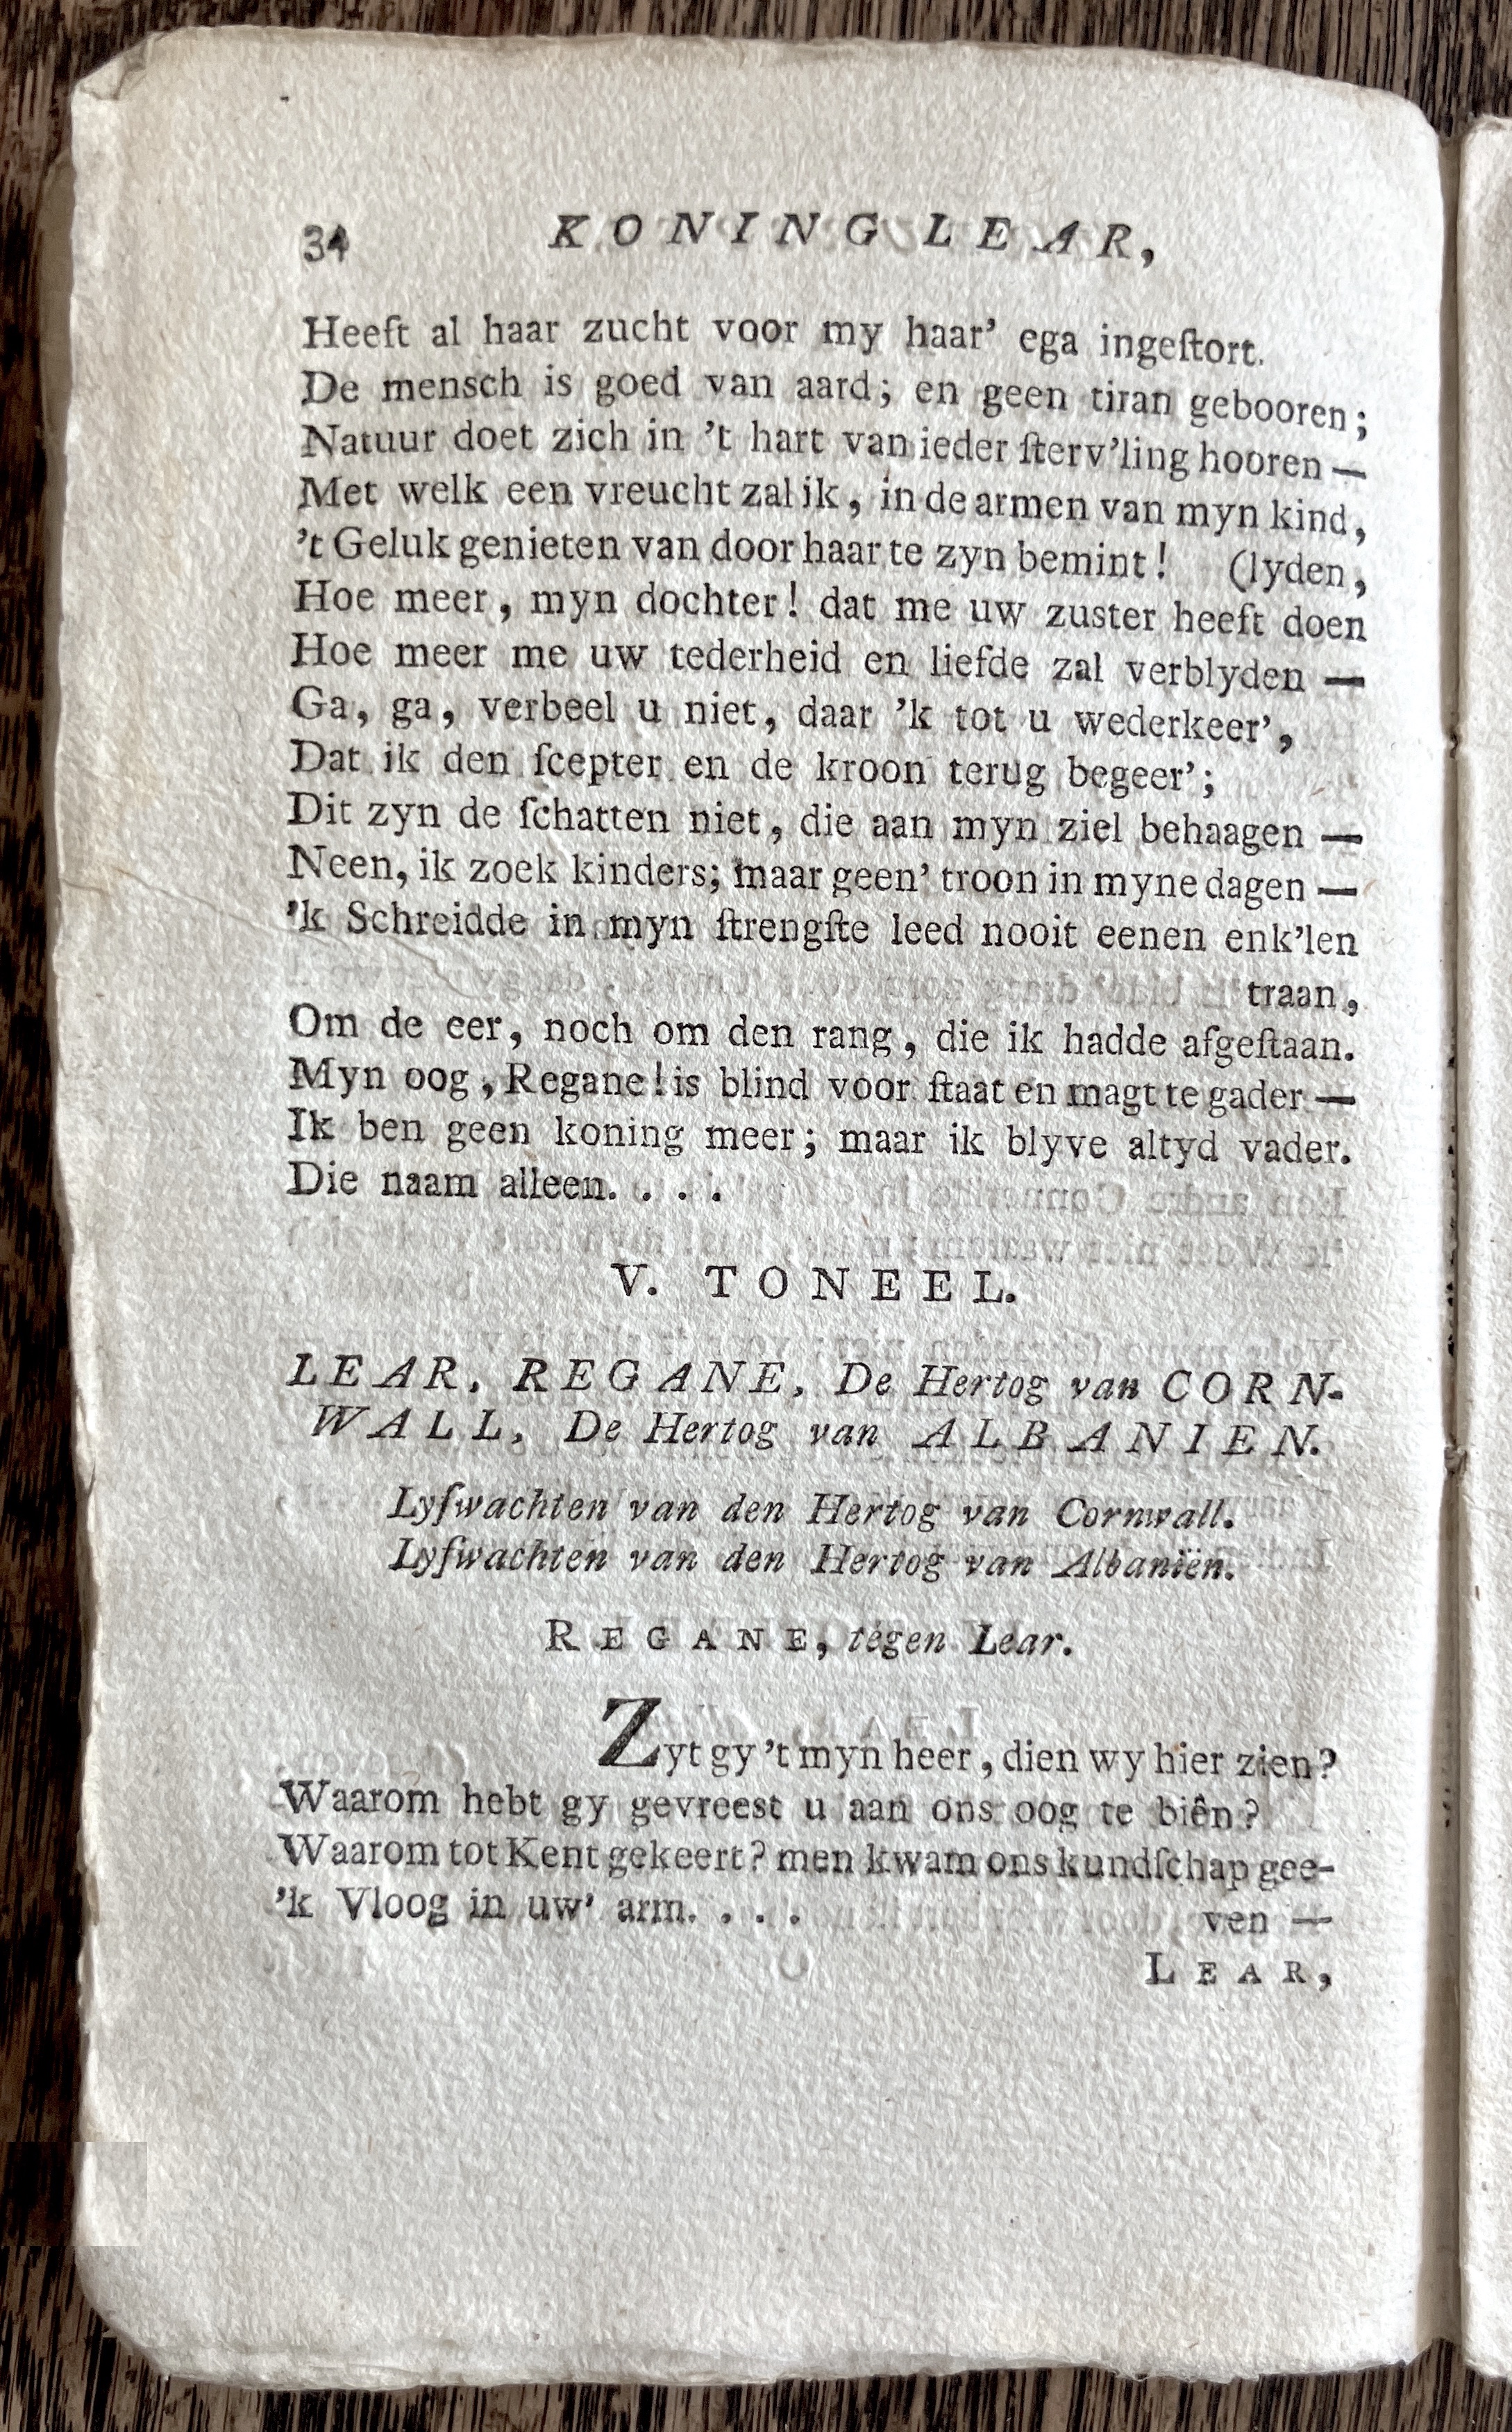 34 KONING LEAR,
Heeft al haar zucht voor my haar’ ega ingeſtort.
De mensch is goed van aard; en geen tiran gebooren;
Natuur doet zich in ’t hart van ieder ſterv’ling hooren —
Met welk een vreucht zal ik, in de armen van myn kind,
’t Geluk genieten van door haar te zyn bemint! (lyden,
Hoe meer, myn dochter! dat me uw zuster heeft doen
Hoe meer me uw tederheid en liefde zal verblyden —
Ga, ga, verbeel u niet, daar ’k tot u wederkeer’,
Dat ik den ſcepter en de kroon terug begeer’;
Dit zyn de ſchatten niet, die aan myn ziel behaagen —
Neen, ik zoek kinders; maar geen’ troon in myne dagen —
’k Schreidde in myn ſtrengſte leed nooit eenen enk’len
traan,
Om de eer, noch om den rang, die ik hadde afgeſtaan.
Myn oog, Regane! is blind voor ſtaat en magt te gader —
Ik ben geen koning meer; maar ik blyve altyd vader.
Die naam alleen. . . .
V. TONEEL.
LEAR, REGANE, De Hertog van CORN-
WALL, De Hertog van ALBANIEN.
Lyfwachten van den Hertog van Cornwall.
Lyfwachten van den Hertog van Albaniën.
REGANE, tegen Lear.
Zyt gy ’t myn heer, dien wy hier zien?
Waarom hebt gy gevreest u aan ons oog te biên?
Waarom tot Kent gekeert? men kwam ons kundſchap gee-
’k Vloog in uw’ arm. . . . ven —
LEAR,